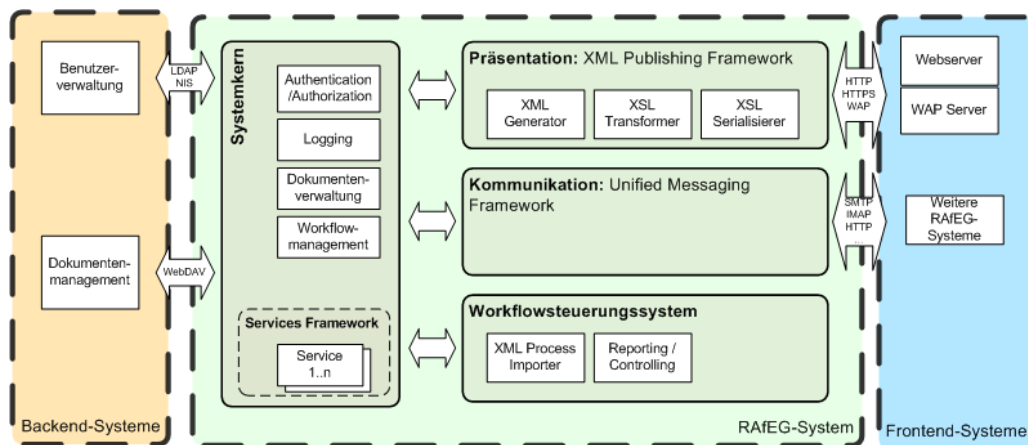 Benutzer-
verwaltung
Dokumenten-
management
Backend-Systeme
LDAP
NIS
WebDAV
Systemkern
Authentication
/Authorization
Logging
Dokumenten-
verwaltung
Workflow-
management
Services Framework
Service
1..n
Präsentation: XML Publishing Framework
XML
Generator
XSL
Transformer
XSL
Serialisierer
Kommunikation: Unified Messaging
Framework
Workflowsteuerungssystem
XML Process
Importer
Reporting /
Controlling
RAfEG-System
HTTP
HTTPS
WAP
SMTP
IMAP
HTTP
...
Webserver
WAP Server
Weitere
RAfEG-
Systeme
Frontend-Systeme